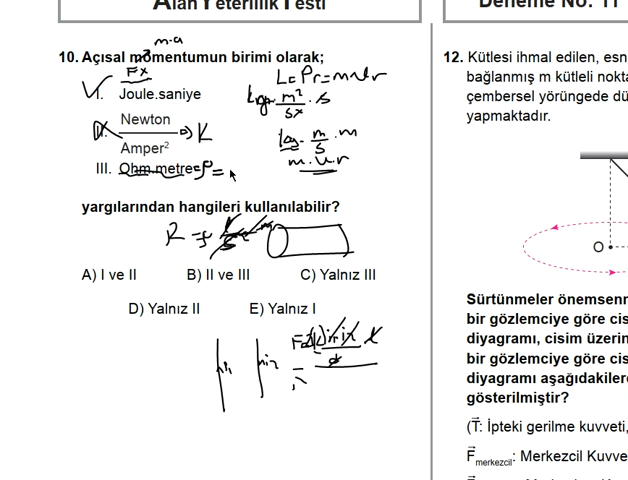 Alan Yeterlilik Testi
Deneme No: 11
m.a
10. Açısal momentumun birimi olarak;
F x
L = P r = m v r
I. Joule.saniye
II. Newton
Amper²
K
III. Ohm.metre
m.v.r
yargılarından hangileri kullanılabilir?
A) I ve II B) II ve III C) Yalnız III
D) Yalnız II E) Yalnız I
12. Kütlesi ihmal edilen, esn
bağlanmış m kütleli nokta
çembersel yörüngede dü
yapmaktadır.
O
Sürtünmeler önemsenm
bir gözlemciye göre cis
diyagramı, cisim üzerin
bir gözlemciye göre cis
diyagramı aşağıdakiler
gösterilmiştir?
(T: İpteki gerilme kuvveti,
Fmerkezcil: Merkezcil Kuvve